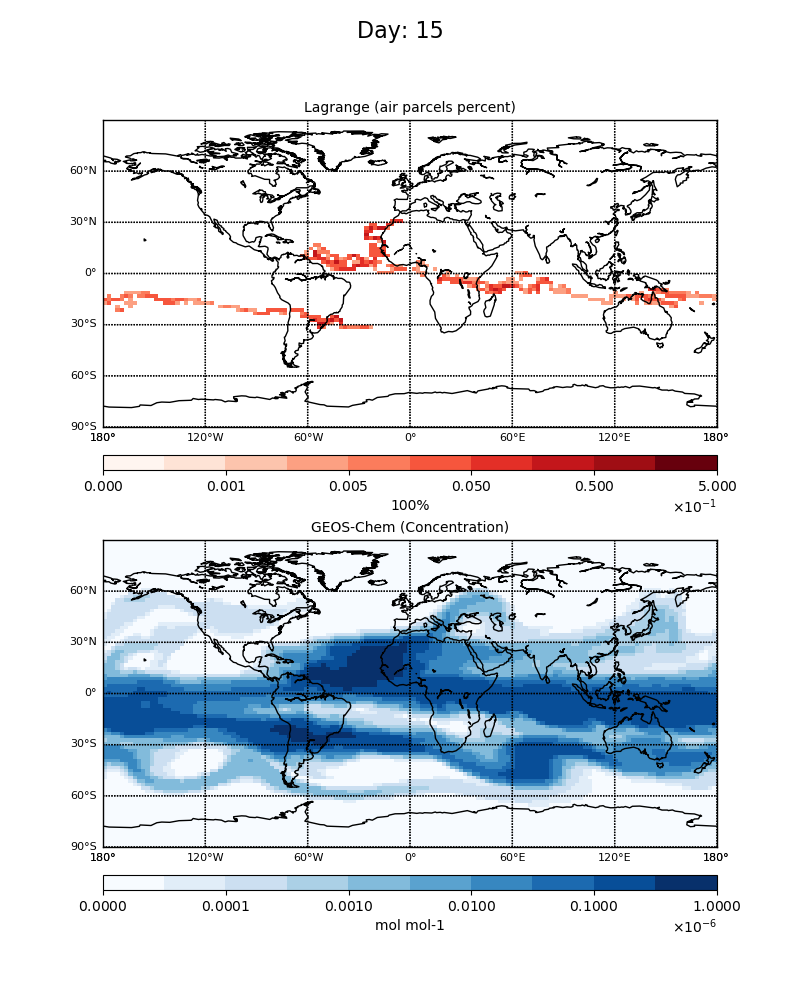 Day: 15
Lagrange (air parcels percent)
60°N
30°N
0°
30°S
60°S
90°S
180° 120°W 60°W 0° 60°E 120°E 180°
0.000 0.001 0.005 0.050 0.500 5.000
100% ×10⁻¹
GEOS-Chem (Concentration)
60°N
30°N
0°
30°S
60°S
90°S
180° 120°W 60°W 0° 60°E 120°E 180°
0.0000 0.0001 0.0010 0.0100 0.1000 1.0000
mol mol-1 ×10⁻⁶